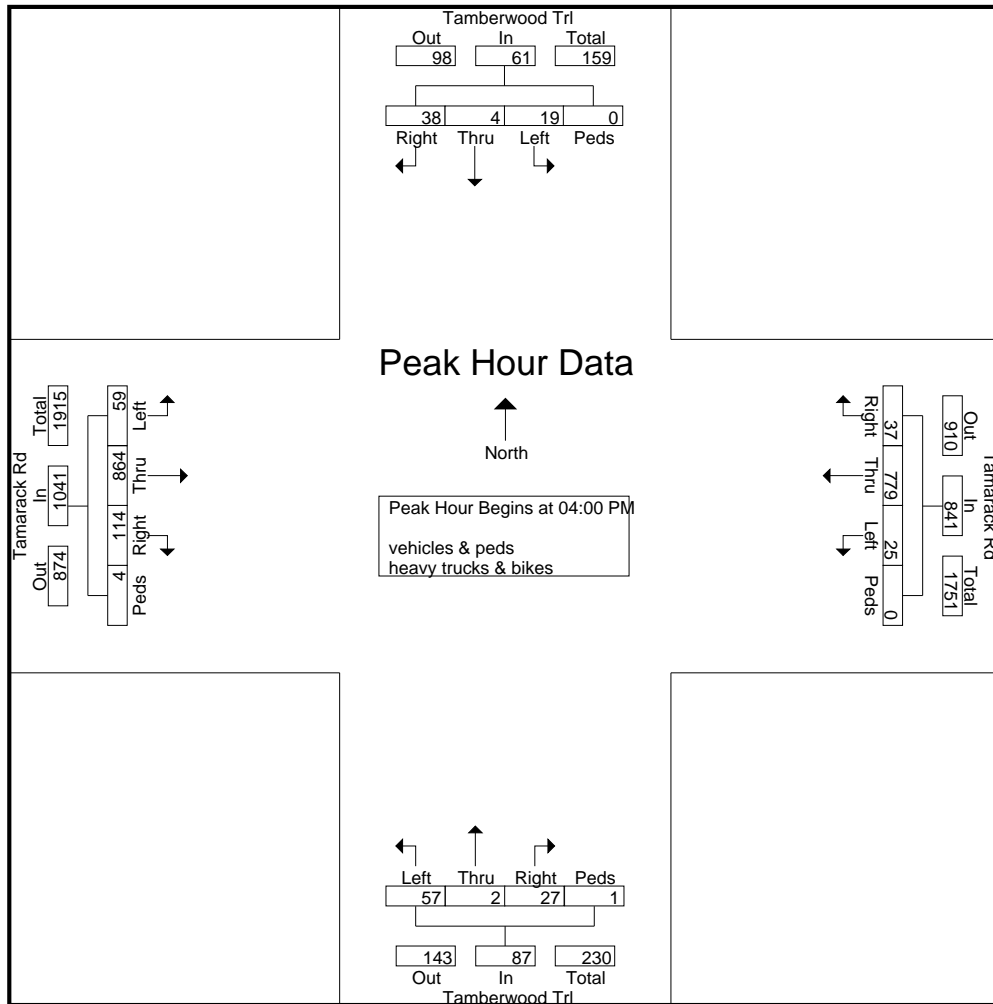 Tamberwood Trl
Out In Total
98 61 159
38 4 19 0
Right Thru Left Peds
Peak Hour Data
North
Peak Hour Begins at 04:00 PM
vehicles & peds
heavy trucks & bikes
Tamarack Rd
Out In Total
874 1041 1915
59 864 114 4
Left Thru Right Peds
Tamarack Rd
Out In Total
910 841 1751
37 779 25 0
Right Thru Left Peds
Left Thru Right Peds
57 2 27 1
143 87 230
Out In Total
Tamberwood Trl